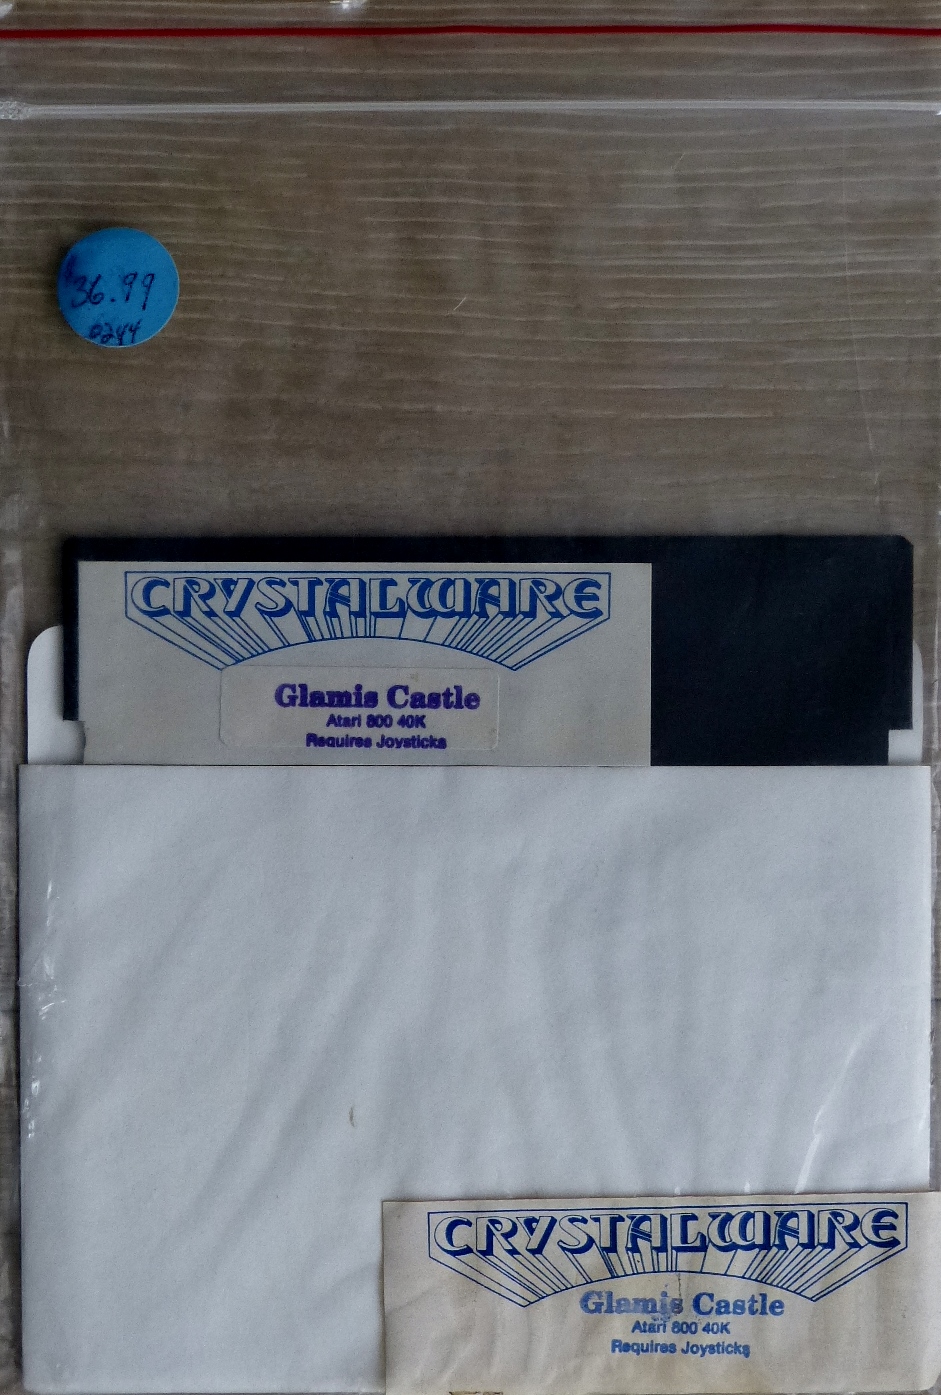 $36.99
0244
CRYSTALWARE
Glamis Castle
Atari 800 40K
Requires Joysticks
CRYSTALWARE
Glamis Castle
Atari 800 40K
Requires Joysticks